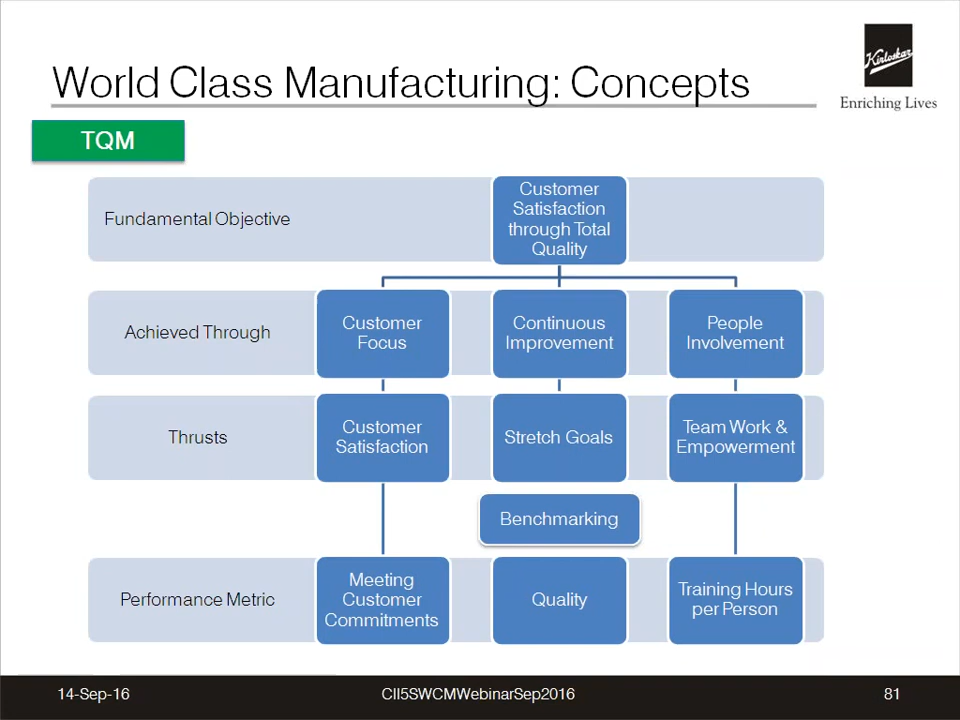 World Class Manufacturing: Concepts
Kirloskar
Enriching Lives
TQM
Fundamental Objective
Customer
Satisfaction
through Total
Quality
Achieved Through
Customer
Focus
Continuous
Improvement
People
Involvement
Thrusts
Customer
Satisfaction
Stretch Goals
Team Work &
Empowerment
Benchmarking
Performance Metric
Meeting
Customer
Commitments
Quality
Training Hours
per Person
14-Sep-16
CII5SWCMWebinarSep2016
81